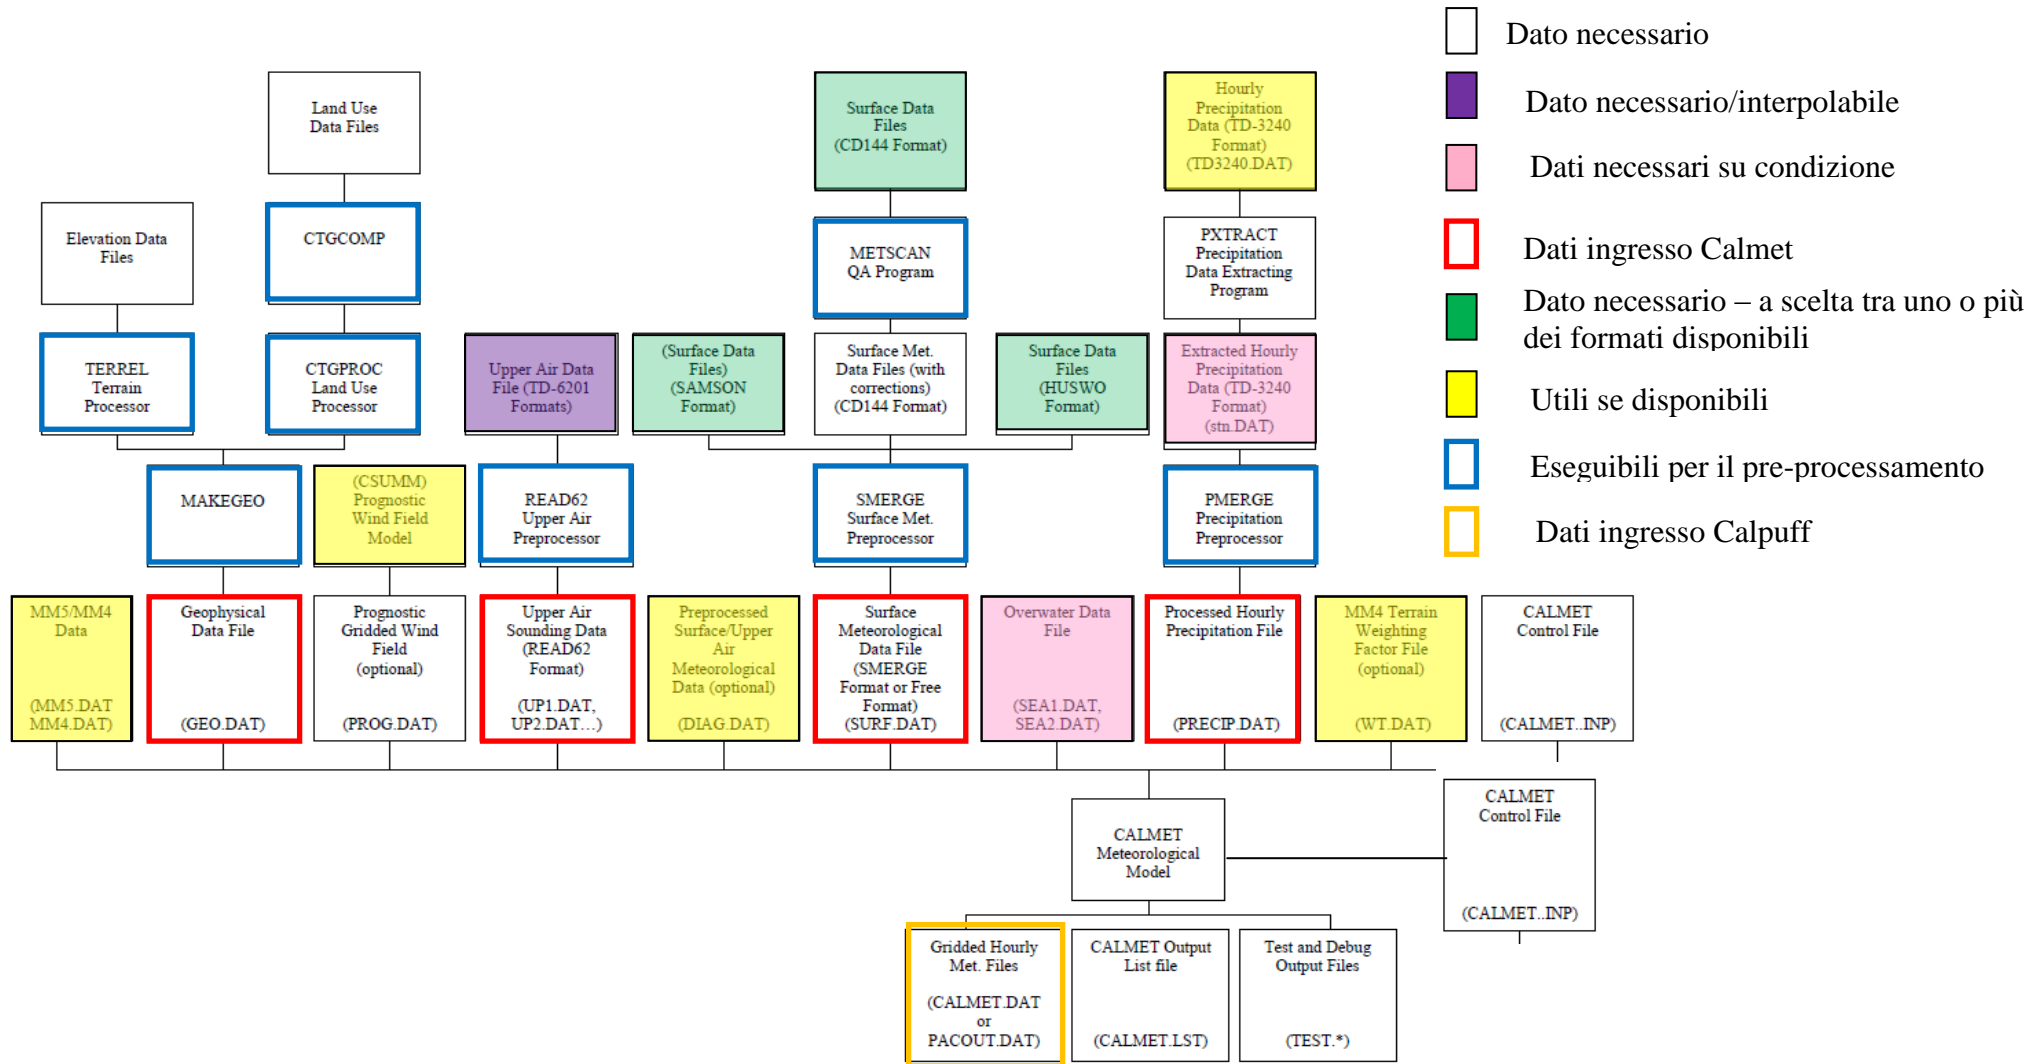 Dato necessario
Dato necessario/interpolabile
Dati necessari su condizione
Dati ingresso Calmet
Dato necessario – a scelta tra uno o più
dei formati disponibili
Utili se disponibili
Eseguibili per il pre-processamento
Dati ingresso Calpuff
Land Use
Data Files
Surface Data
Files
(CD144 Format)
Hourly
Precipitation
Data (TD-3240
Format)
(TD3240.DAT)
Elevation Data
Files
CTGCOMP
METSCAN
QA Program
PXTRACT
Precipitation
Data Extracting
Program
TERREL
Terrain
Processor
CTGPROC
Land Use
Processor
Upper Air Data
File (TD-6201
Formats)
(Surface Data
Files)
(SAMSON
Format)
Surface Met.
Data Files (with
corrections)
(CD144 Format)
Surface Data
Files
(HUSWO
Format)
Extracted Hourly
Precipitation
Data (TD-3240
Format)
(stn.DAT)
MAKEGEO
(CSUMM)
Prognostic
Wind Field
Model
READ62
Upper Air
Preprocessor
SMERGE
Surface Met.
Preprocessor
PMERGE
Precipitation
Preprocessor
MM5/MM4
Data
(MM5.DAT
MM4.DAT)
Geophysical
Data File
(GEO.DAT)
Prognostic
Gridded Wind
Field
(optional)
(PROG.DAT)
Upper Air
Sounding Data
(READ62
Format)
(UP1.DAT,
UP2.DAT…)
Preprocessed
Surface/Upper
Air
Meteorological
Data (optional)
(DIAG.DAT)
Surface
Meteorological
Data File
(SMERGE
Format or Free
Format)
(SURF.DAT)
Overwater Data
File
(SEA1.DAT,
SEA2.DAT)
Processed Hourly
Precipitation File
(PRECIP.DAT)
MM4 Terrain
Weighting
Factor File
(optional)
(WT.DAT)
CALMET
Control File
(CALMET..INP)
CALMET
Meteorological
Model
CALMET
Control File
(CALMET..INP)
Gridded Hourly
Met. Files
(CALMET.DAT
or
PACOUT.DAT)
CALMET Output
List file
(CALMET.LST)
Test and Debug
Output Files
(TEST.*)